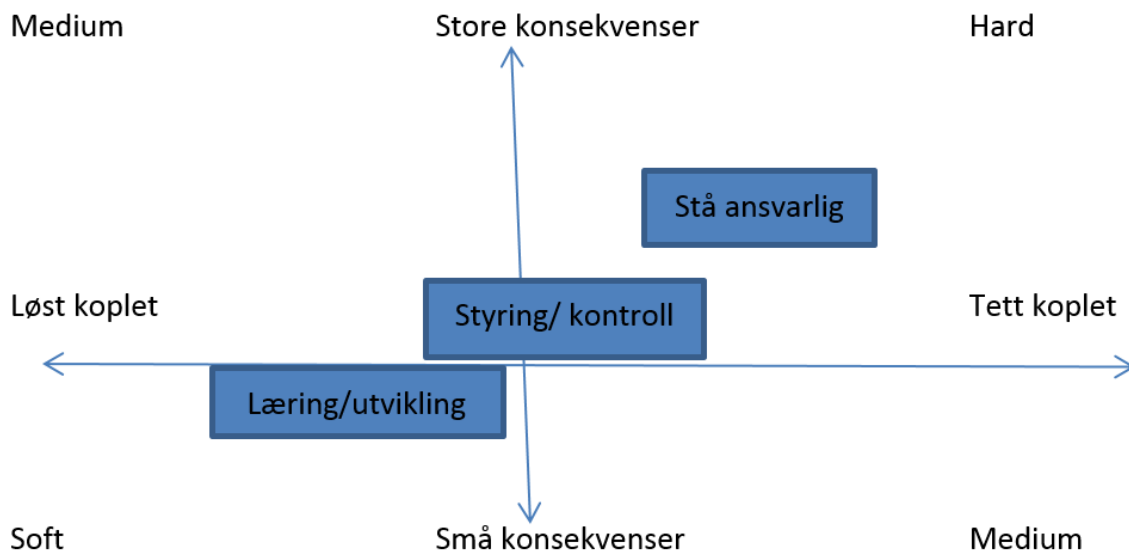 Medium
Store konsekvenser
Hard
Stå ansvarlig
Løst koplet
Styring/ kontroll
Tett koplet
Læring/utvikling
Soft
Små konsekvenser
Medium